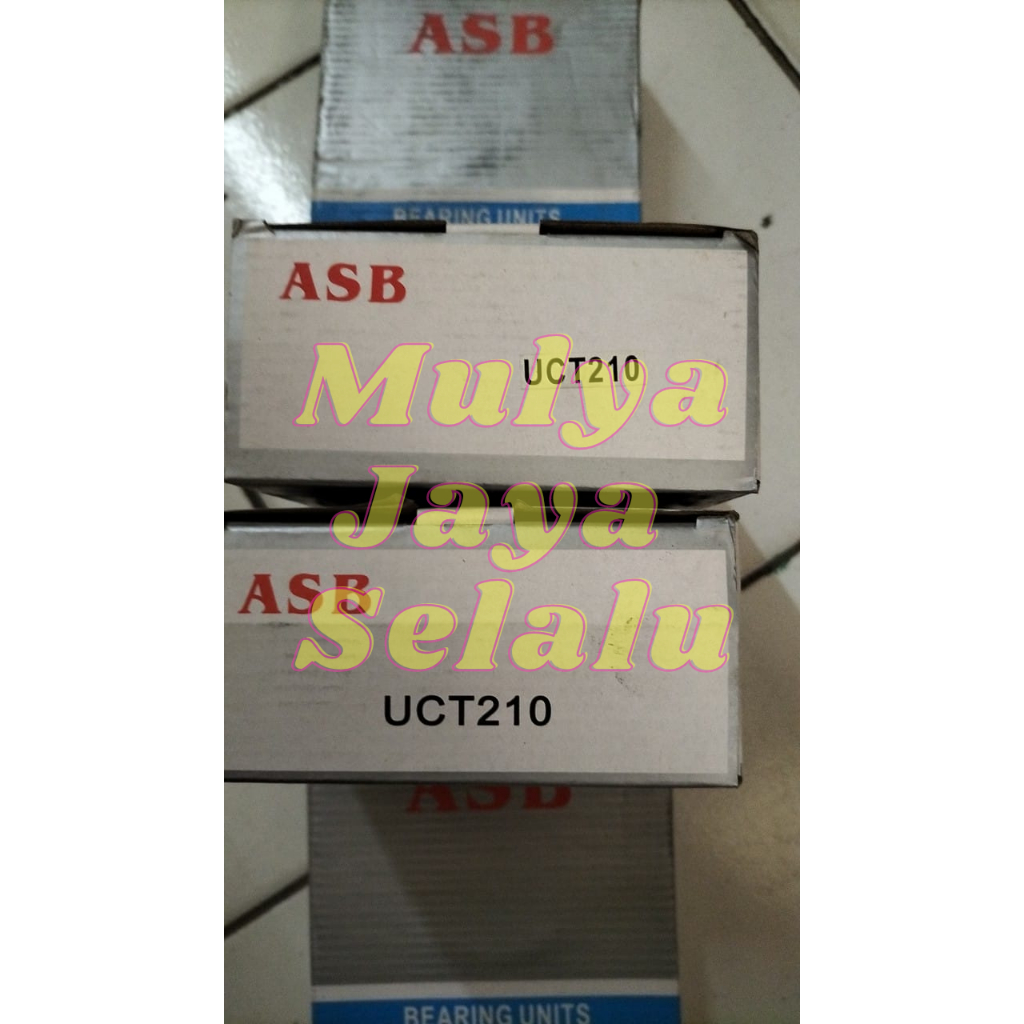 ASB
BEARING UNITS
ASB
UCT210
Mulya
Jaya
Selalu
ASB
UCT210
ASB
BEARING UNITS